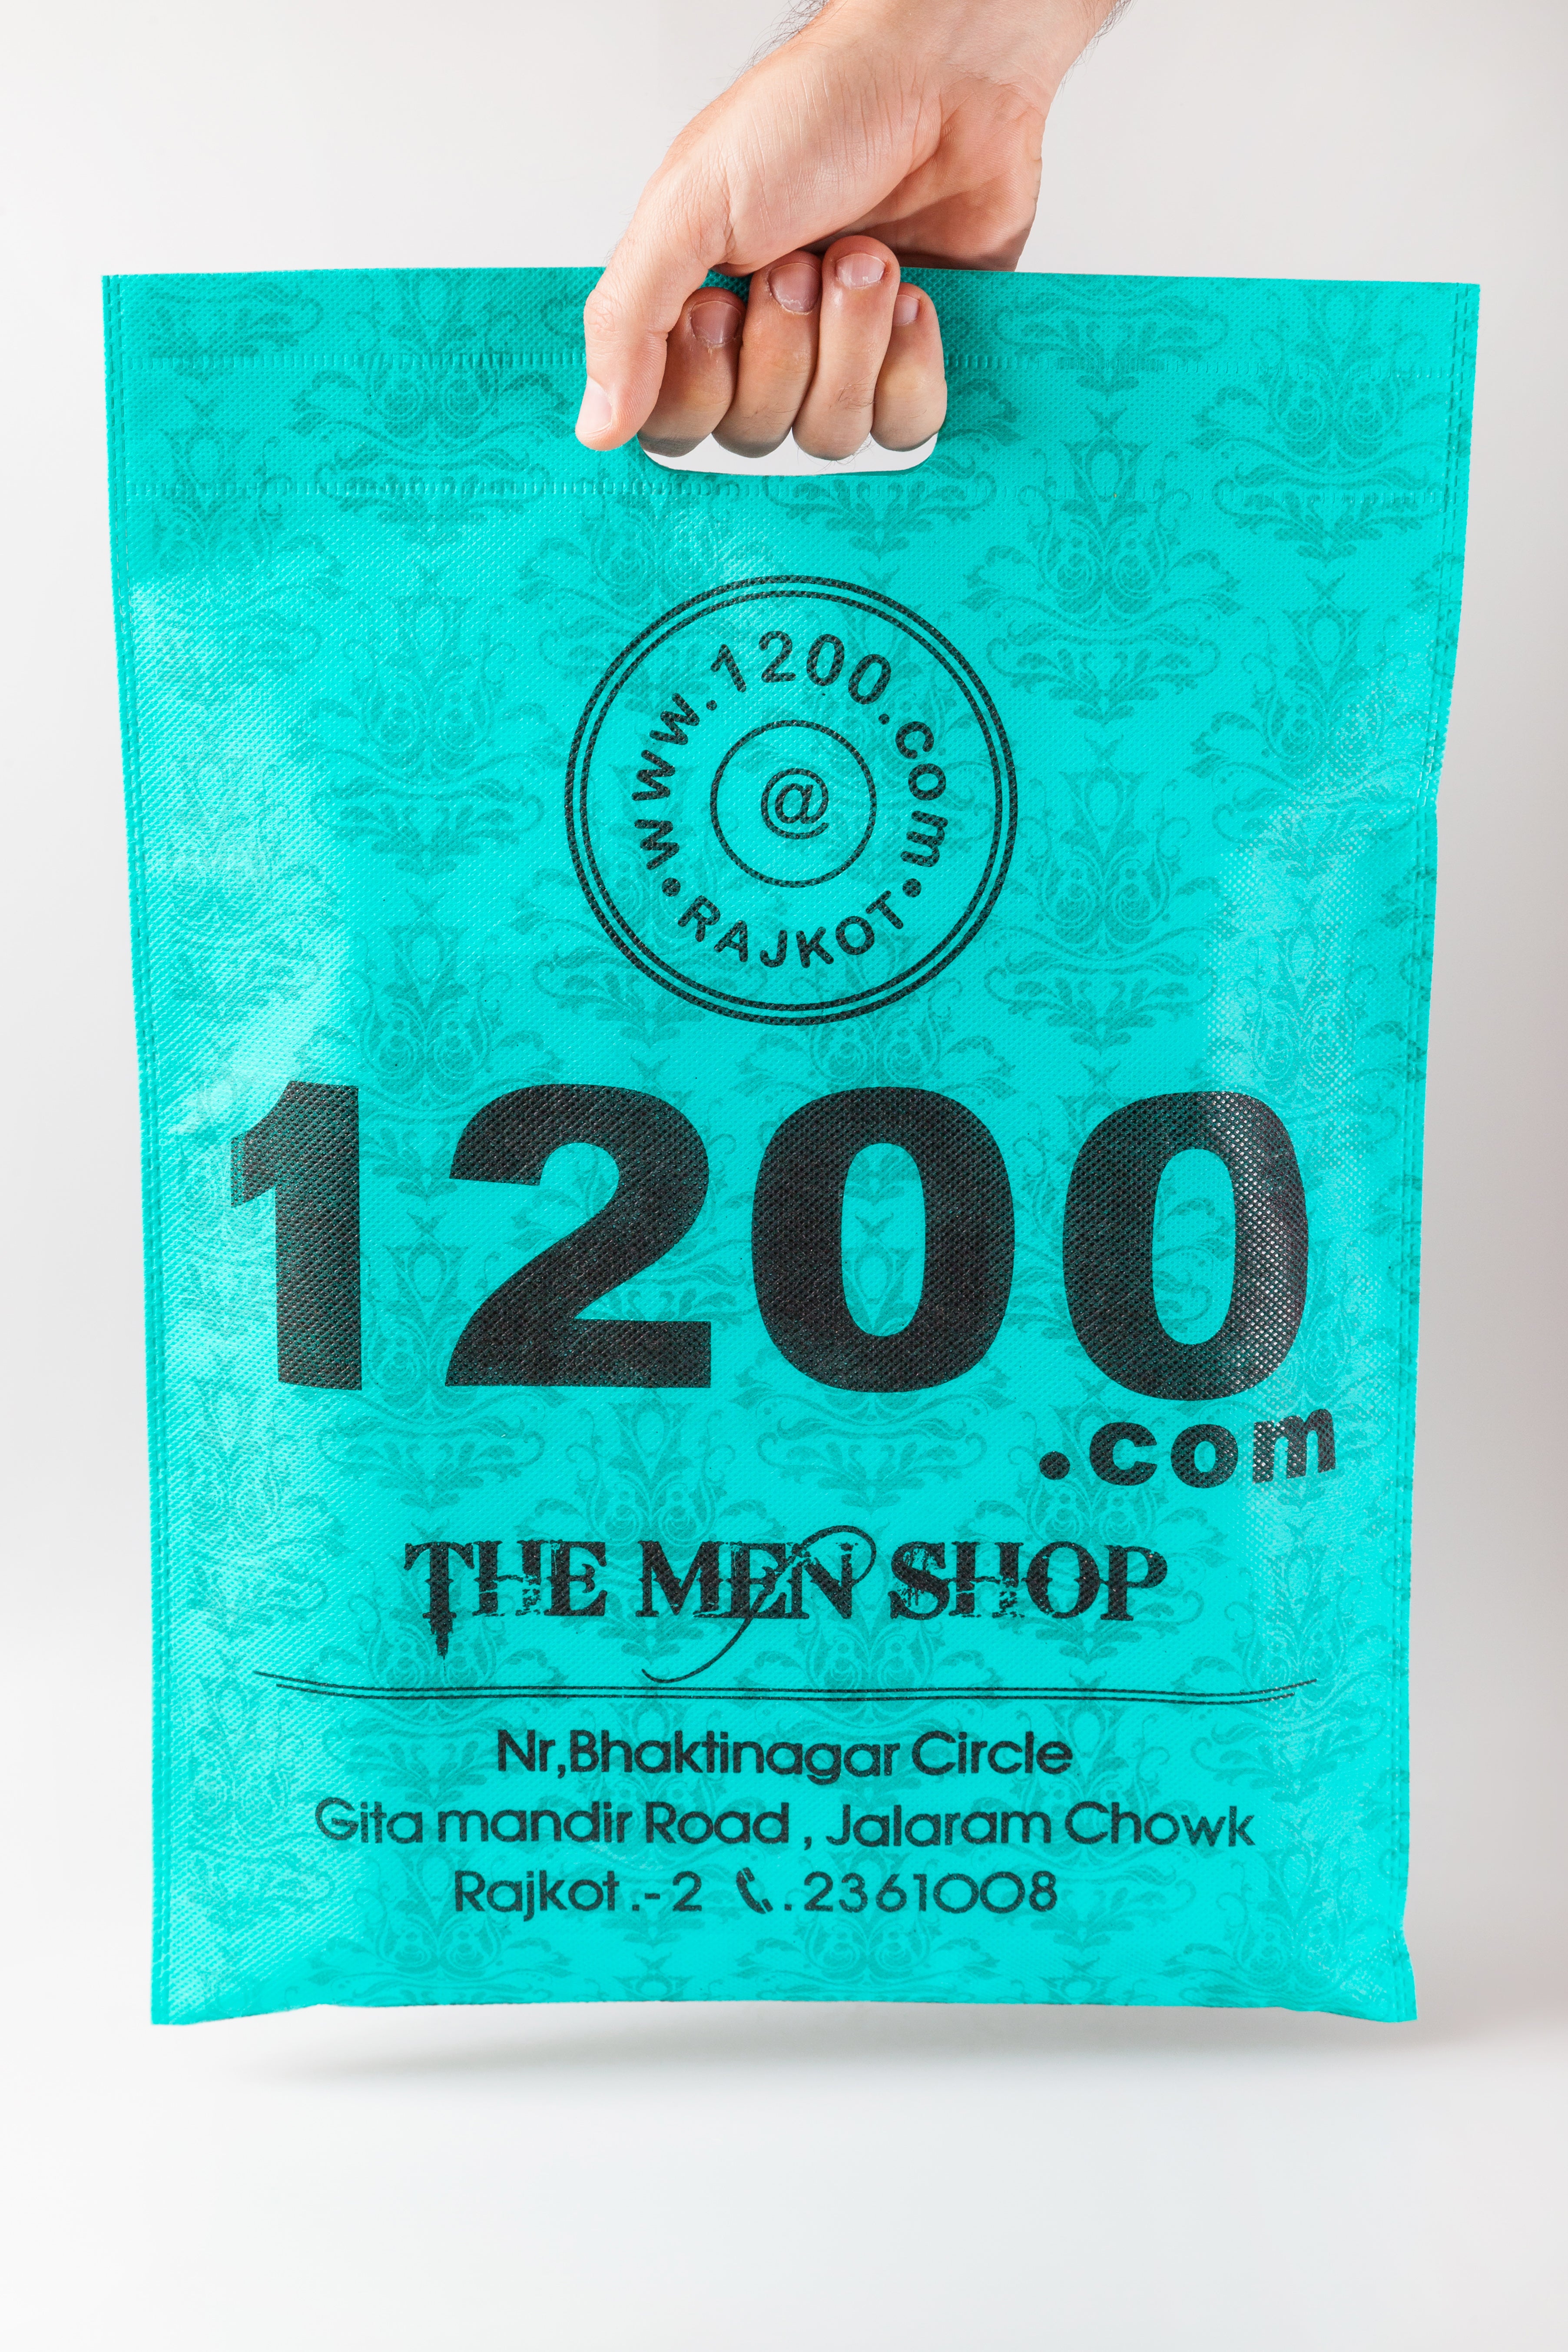 www.1200.com
•RAJKOT•
@
1200
.com
THE MEN SHOP
Nr,Bhaktinagar Circle
Gita mandir Road , Jalaram Chowk
Rajkot .-2 .2361008